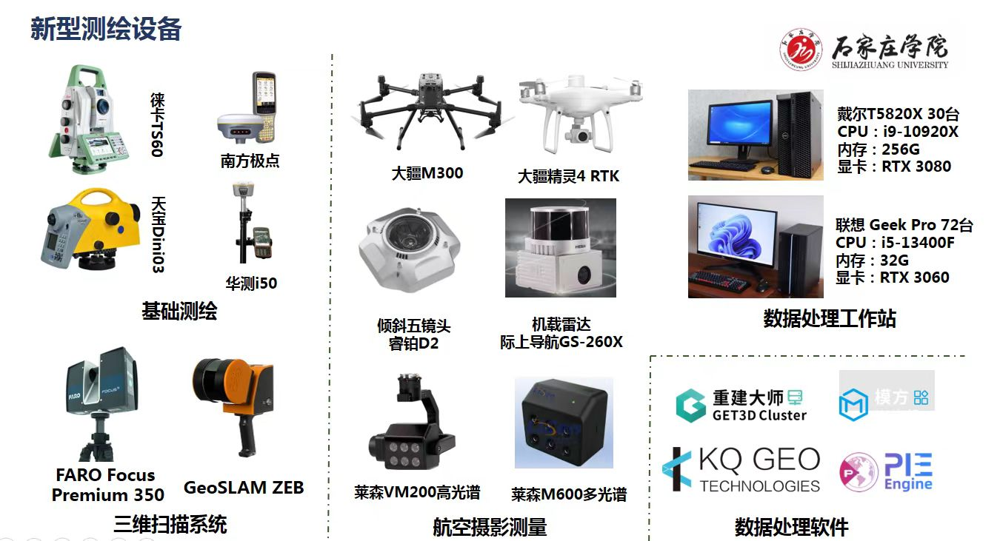 新型测绘设备
石家庄学院
SHIJIAZHUANG UNIVERSITY
徕卡TS60
南方极点
天宝Dini03
华测i50
基础测绘
FARO
FOCUS
FARO Focus
Premium 350
GeoSLAM ZEB
三维扫描系统
大疆M300
大疆精灵4 RTK
HESAI
倾斜五镜头
睿铂D2
机载雷达
际上导航GS-260X
莱森VM200高光谱
莱森M600多光谱
航空摄影测量
戴尔T5820X 30台
CPU：i9-10920X
内存：256G
显卡：RTX 3080
联想 Geek Pro 72台
CPU：i5-13400F
内存：32G
显卡：RTX 3060
数据处理工作站
重建大师
GET3D Cluster
模方
KQ GEO
TECHNOLOGIES
P
PIE
Engine
数据处理软件